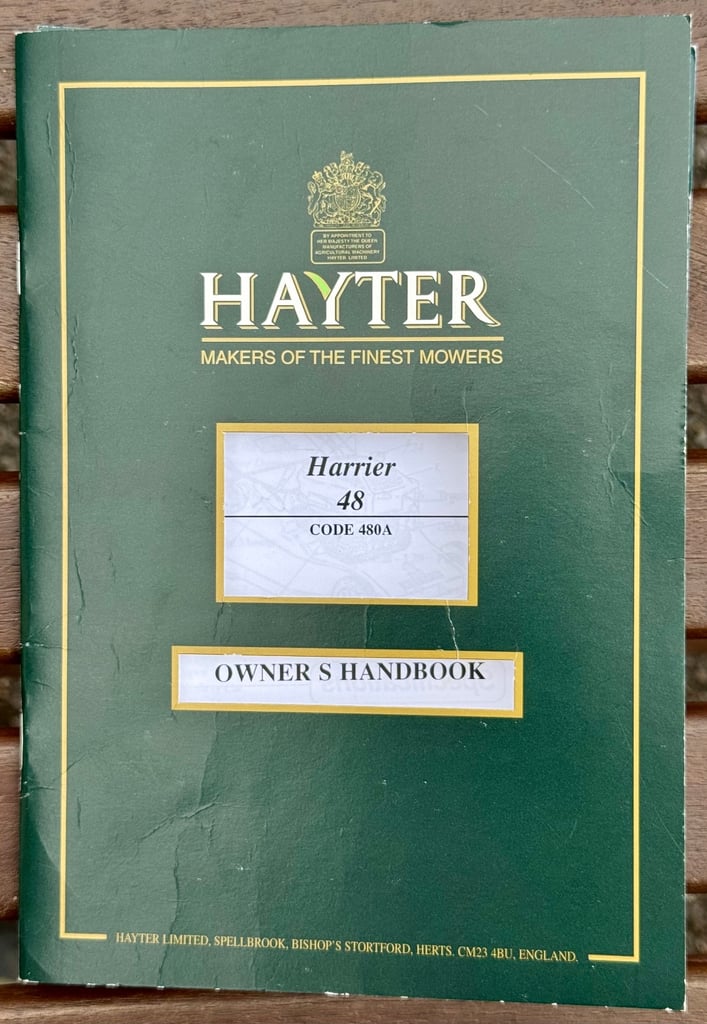 BY APPOINTMENT TO
HER MAJESTY THE QUEEN
MANUFACTURERS OF
AGRICULTURAL MACHINERY
HAYTER LIMITED
HAYTER
MAKERS OF THE FINEST MOWERS
Harrier
48
CODE 480A
OWNER S HANDBOOK
HAYTER LIMITED, SPELLBROOK, BISHOP'S STORTFORD, HERTS. CM23 4BU, ENGLAND.